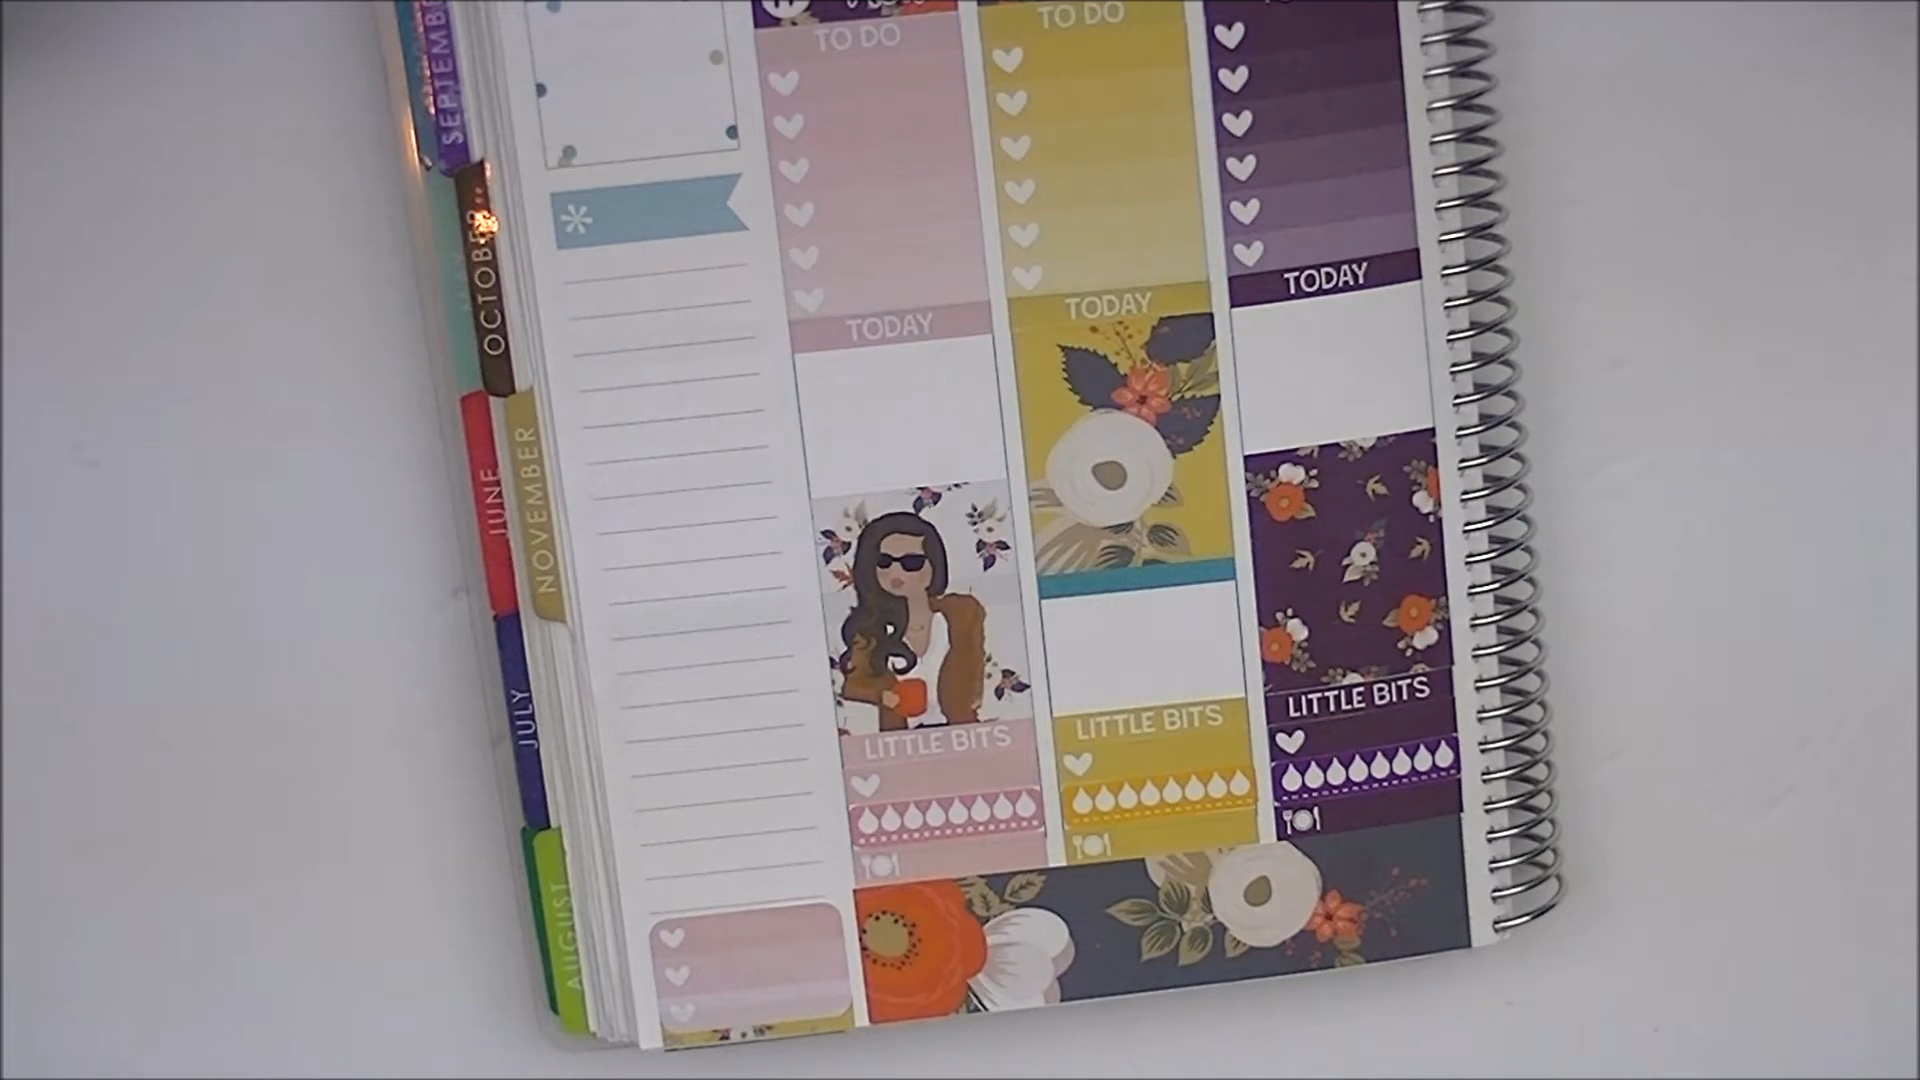 SEPTEMBER
OCTOBER
NOVEMBER
JUNE
JULY
AUGUST
TO DO
TODAY
LITTLE BITS
TO DO
TODAY
LITTLE BITS
TODAY
LITTLE BITS